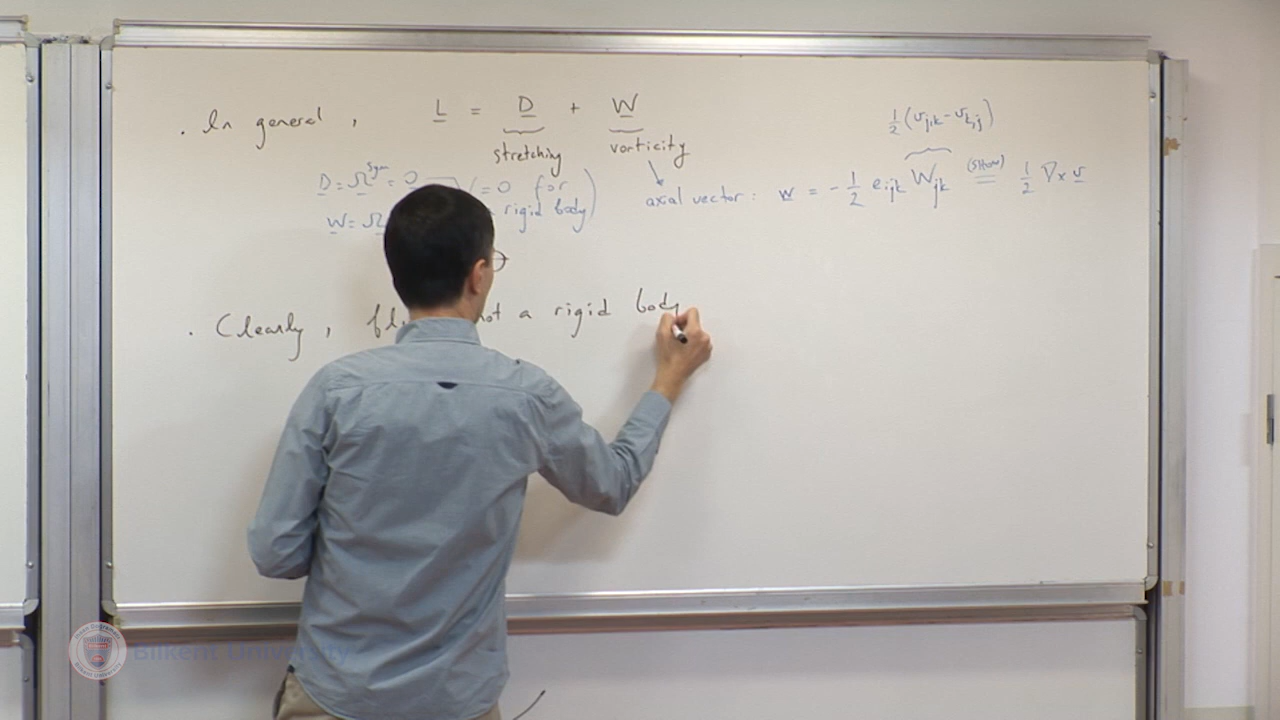 . In general , L = D + W
stretching vorticity
½ (v_j,k - v_k,j)
D = Ω^sym = 0 = 0 for
W = Ω rigid body)
axial vector : w = - ½ e_ijk W_jk (SHOW) = ½ ∇ × v
. Clearly , not a rigid body
Bilkent University